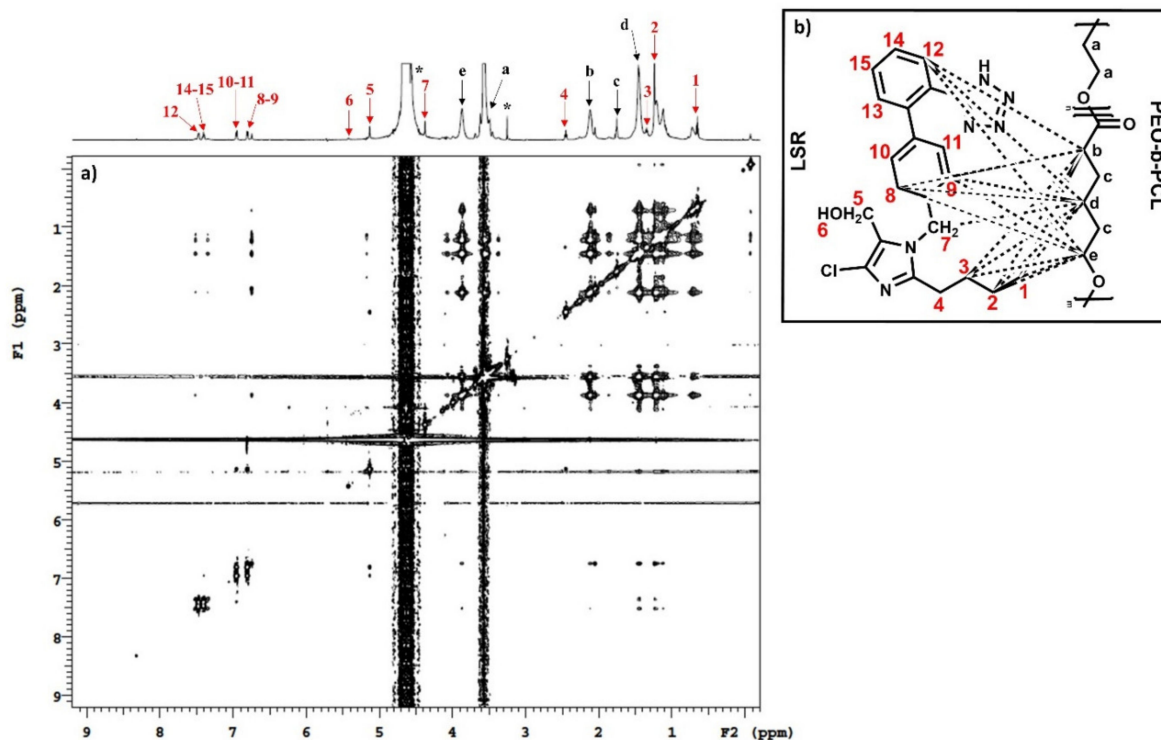 d
2
e
b
a
10-11
14-15
8-9
c
1
12
6
5
*
7
*
4
3
a)
1
2
3
4
5
6
7
8
9
F1 (ppm)
9
8
7
6
5
4
3
2
1
F2 (ppm)
b)
14
12
15
13
H
N
N
N
N
N
10
11
8
9
5
HOH₂C
6
CH₂
7
Cl
N
N
3
4
2
1
LSR
a
a
O
O
b
c
d
c
e
O
PEO-b-PCL